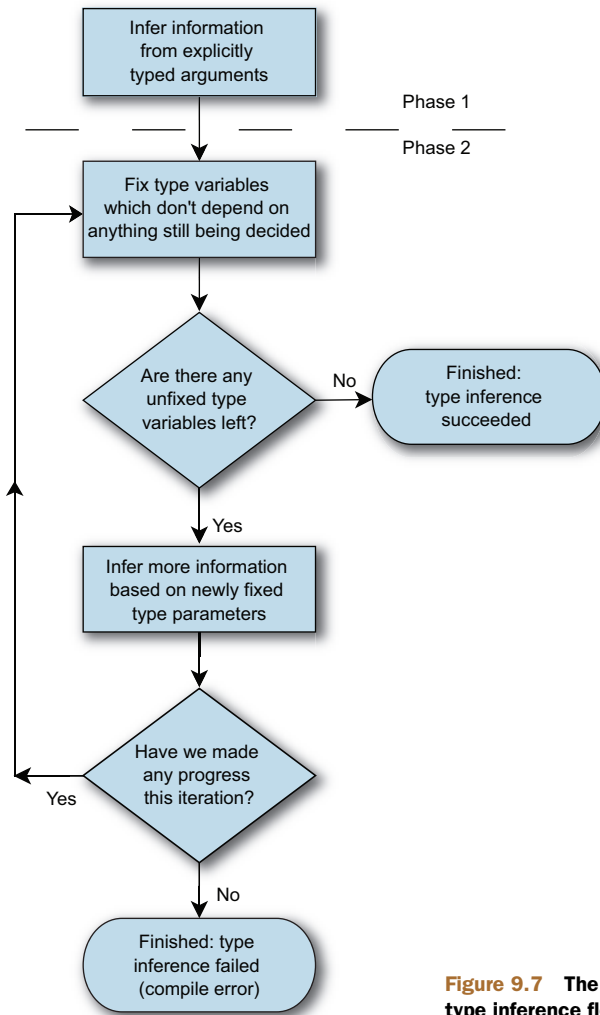 Infer information
from explicitly
typed arguments
Phase 1
Phase 2
Fix type variables
which don't depend on
anything still being decided
Are there any
unfixed type
variables left?
No
Finished:
type inference
succeeded
Yes
Infer more information
based on newly fixed
type parameters
Have we made
any progress
this iteration?
Yes
No
Finished: type
inference failed
(compile error)
Figure 9.7 The
type inference fl